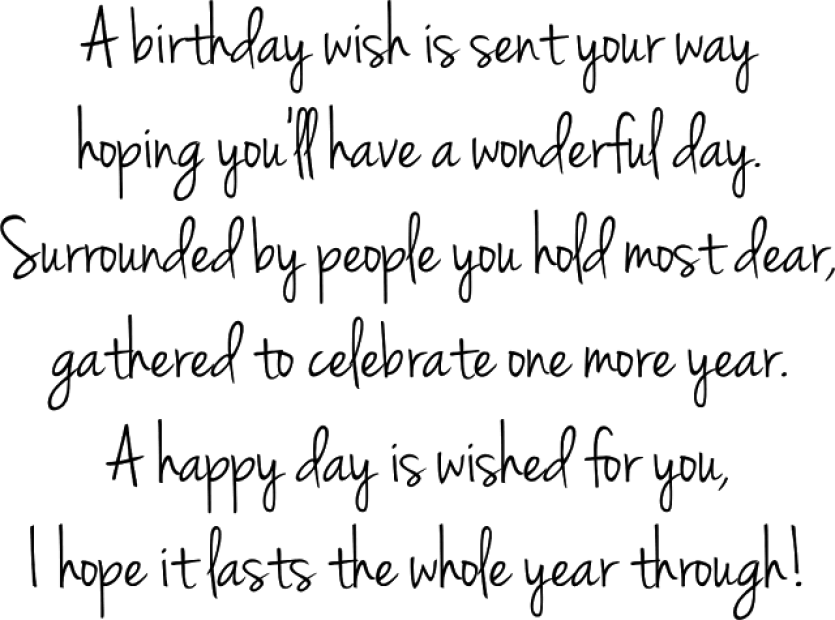 A birthday wish is sent your way
hoping you'll have a wonderful day.
Surrounded by people you hold most dear,
gathered to celebrate one more year.
A happy day is wished for you,
I hope it lasts the whole year through!